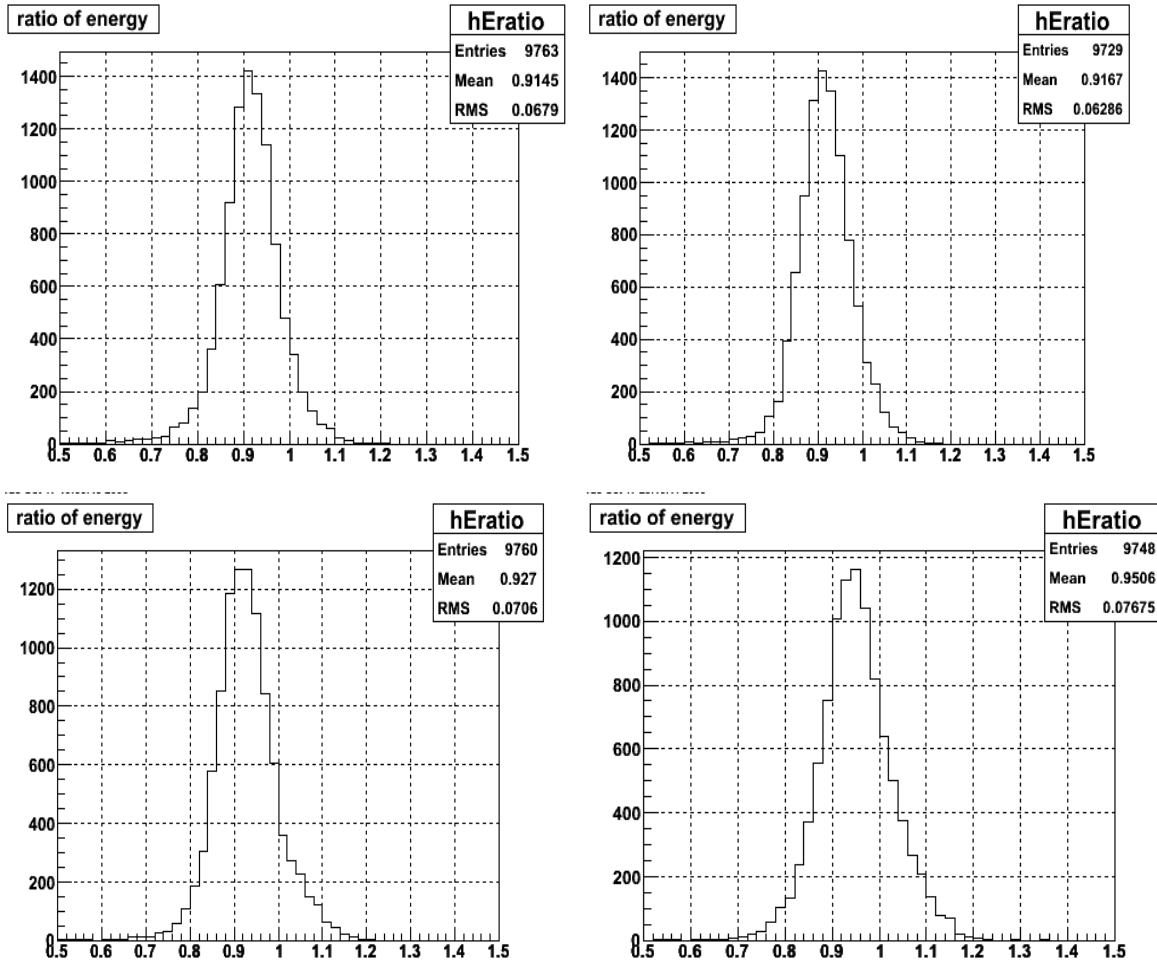 ratio of energy
hEratio
Entries 9763
Mean 0.9145
RMS 0.0679
1400
1200
1000
800
600
400
200
0
0.5 0.6 0.7 0.8 0.9 1 1.1 1.2 1.3 1.4 1.5
ratio of energy
hEratio
Entries 9729
Mean 0.9167
RMS 0.06286
1400
1200
1000
800
600
400
200
0
0.5 0.6 0.7 0.8 0.9 1 1.1 1.2 1.3 1.4 1.5
ratio of energy
hEratio
Entries 9760
Mean 0.927
RMS 0.0706
1200
1000
800
600
400
200
0
0.5 0.6 0.7 0.8 0.9 1 1.1 1.2 1.3 1.4 1.5
ratio of energy
hEratio
Entries 9748
Mean 0.9506
RMS 0.07675
1200
1000
800
600
400
200
0
0.5 0.6 0.7 0.8 0.9 1 1.1 1.2 1.3 1.4 1.5